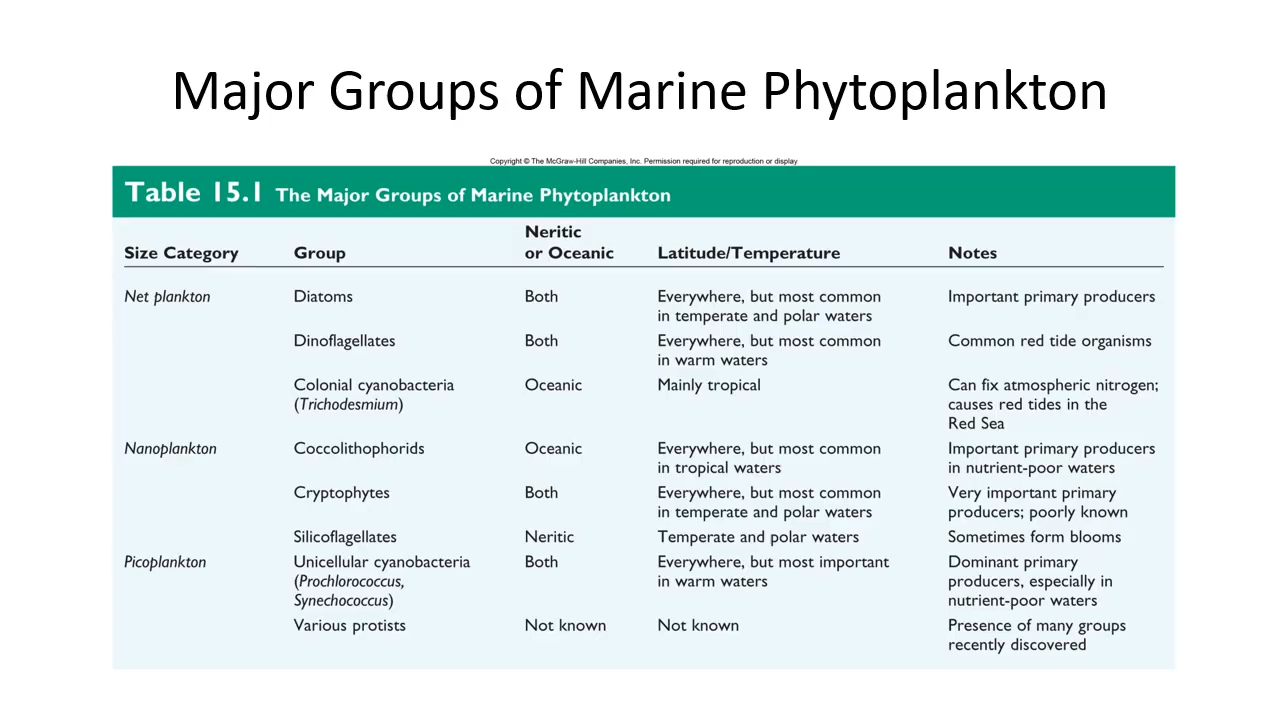 Major Groups of Marine Phytoplankton
Copyright © The McGraw-Hill Companies, Inc. Permission required for reproduction or display
Table 15.1 The Major Groups of Marine Phytoplankton
Neritic
Size Category Group or Oceanic Latitude/Temperature Notes
Net plankton Diatoms Both Everywhere, but most common Important primary producers
in temperate and polar waters
Dinoflagellates Both Everywhere, but most common Common red tide organisms
in warm waters
Colonial cyanobacteria Oceanic Mainly tropical Can fix atmospheric nitrogen;
(Trichodesmium) causes red tides in the
Red Sea
Nanoplankton Coccolithophorids Oceanic Everywhere, but most common Important primary producers
in tropical waters in nutrient-poor waters
Cryptophytes Both Everywhere, but most common Very important primary
in temperate and polar waters producers; poorly known
Silicoflagellates Neritic Temperate and polar waters Sometimes form blooms
Picoplankton Unicellular cyanobacteria Both Everywhere, but most important Dominant primary
(Prochlorococcus, in warm waters producers, especially in
Synechococcus) nutrient-poor waters
Various protists Not known Not known Presence of many groups
recently discovered